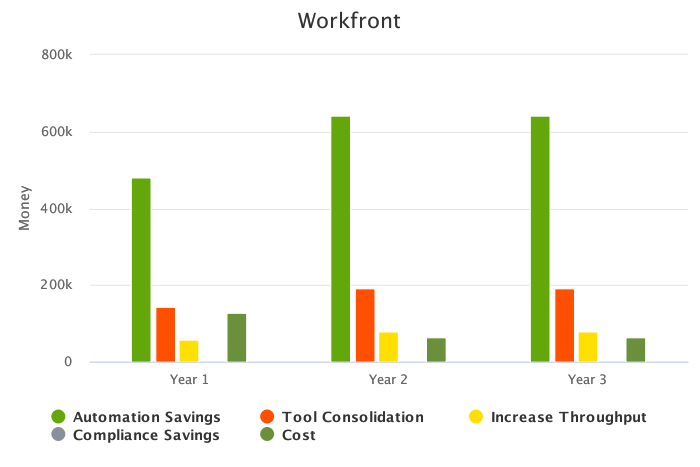 Workfront
800k
600k
400k
200k
0
Money
Year 1 Year 2 Year 3
Automation Savings Tool Consolidation Increase Throughput
Compliance Savings Cost